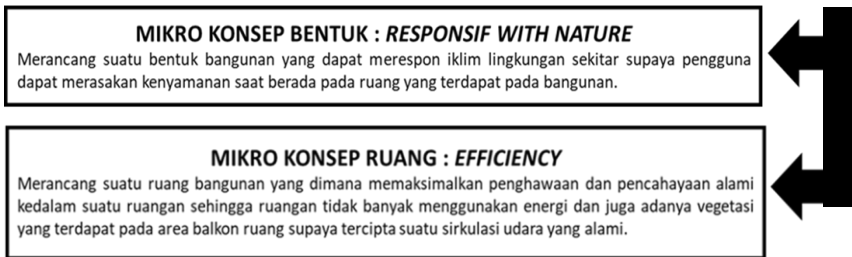 MIKRO KONSEP BENTUK : RESPONSIF WITH NATURE
Merancang suatu bentuk bangunan yang dapat merespon iklim lingkungan sekitar supaya pengguna
dapat merasakan kenyamanan saat berada pada ruang yang terdapat pada bangunan.
MIKRO KONSEP RUANG : EFFICIENCY
Merancang suatu ruang bangunan yang dimana memaksimalkan penghawaan dan pencahayaan alami
kedalam suatu ruangan sehingga ruangan tidak banyak menggunakan energi dan juga adanya vegetasi
yang terdapat pada area balkon ruang supaya tercipta suatu sirkulasi udara yang alami.